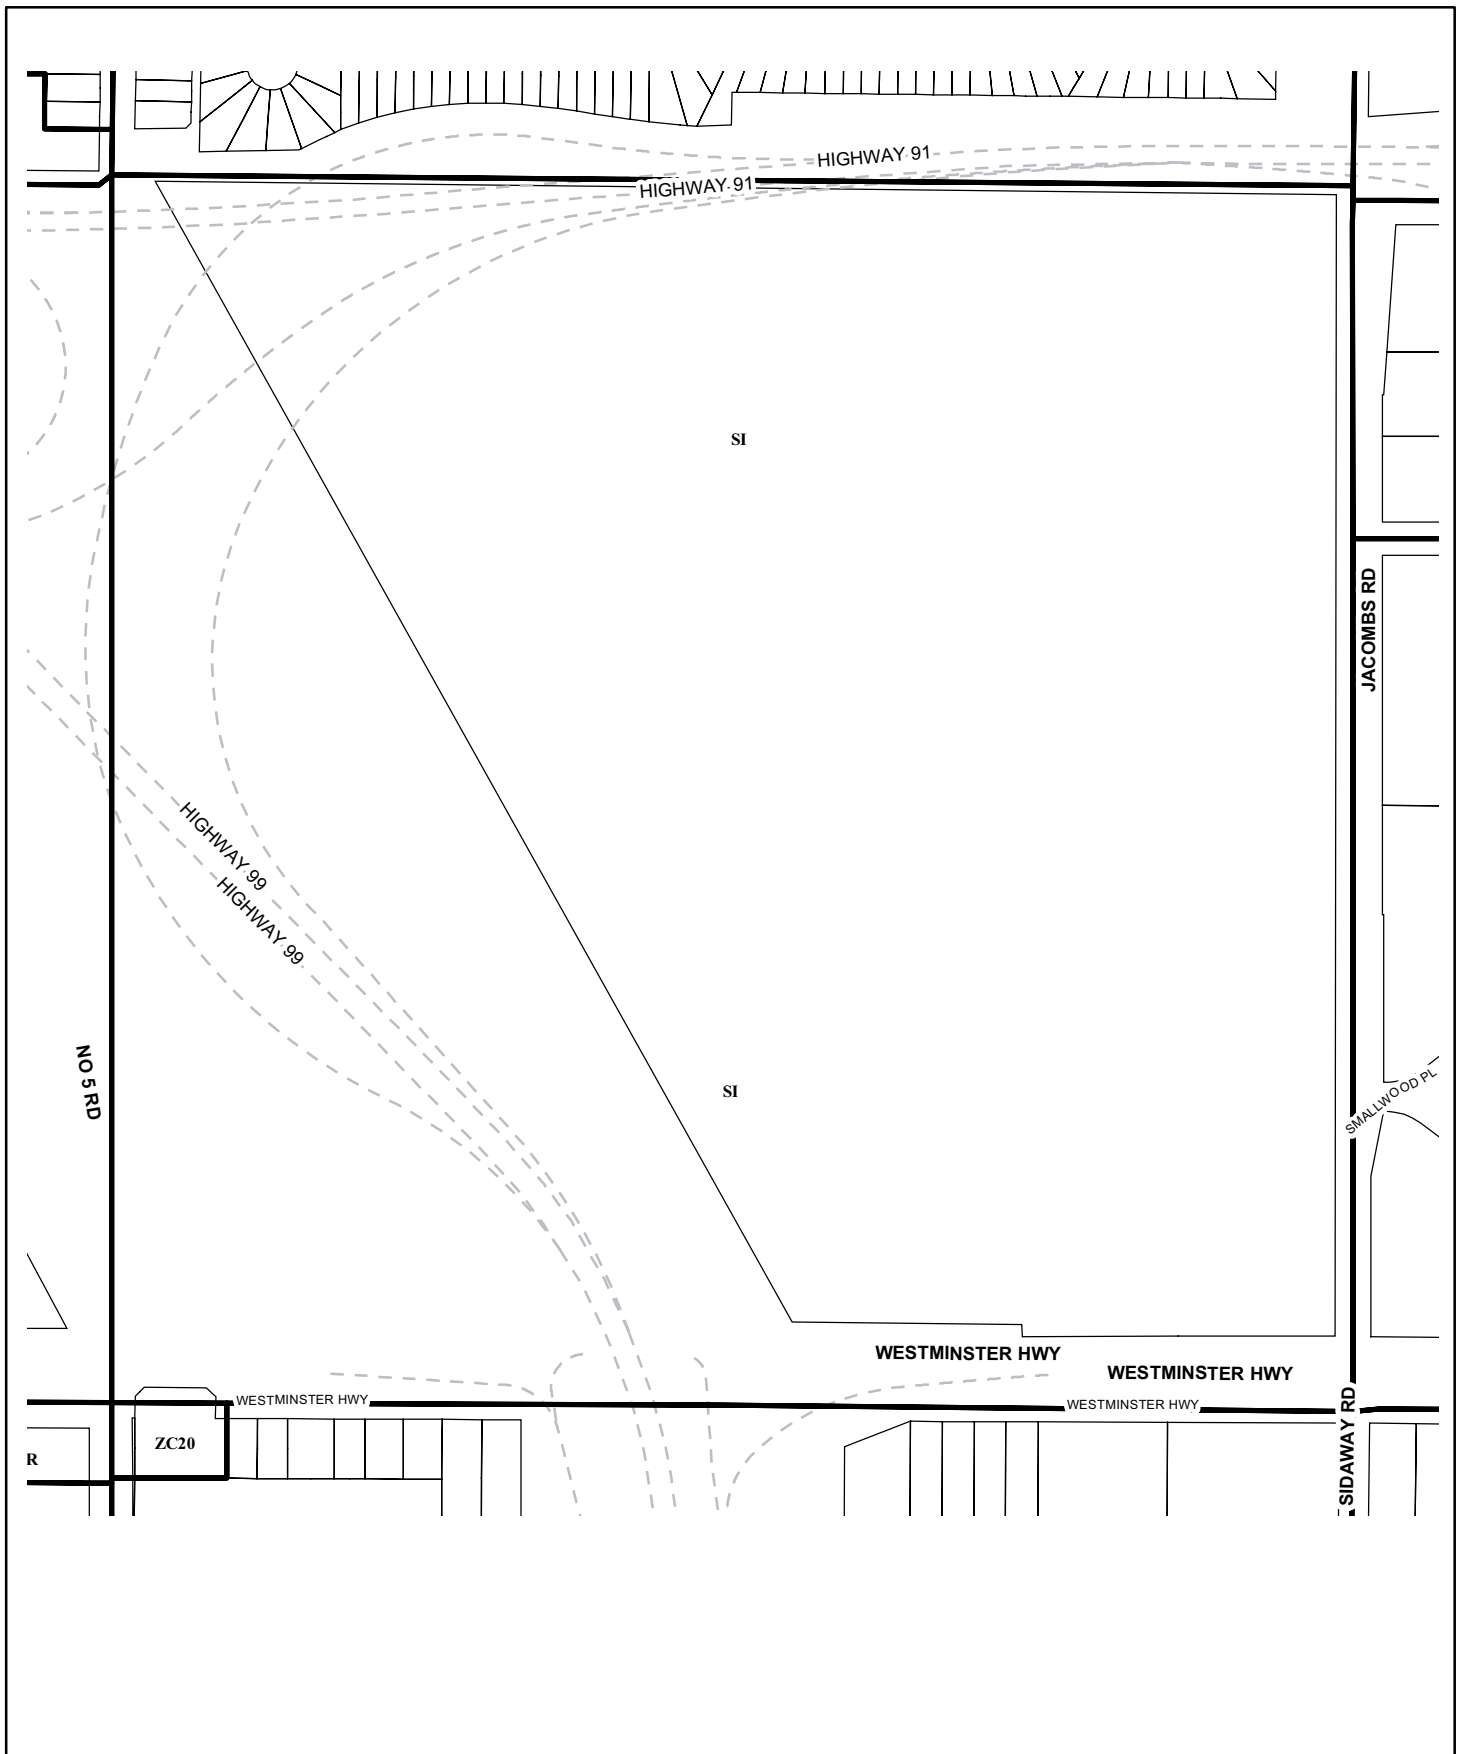 HIGHWAY 91
HIGHWAY 91
SI
JACOMBS RD
HIGHWAY 99
HIGHWAY 99
NO 5 RD
SI
SMALLWOOD PL
WESTMINSTER HWY
WESTMINSTER HWY
WESTMINSTER HWY
WESTMINSTER HWY
SIDAWAY RD
ZC20
R